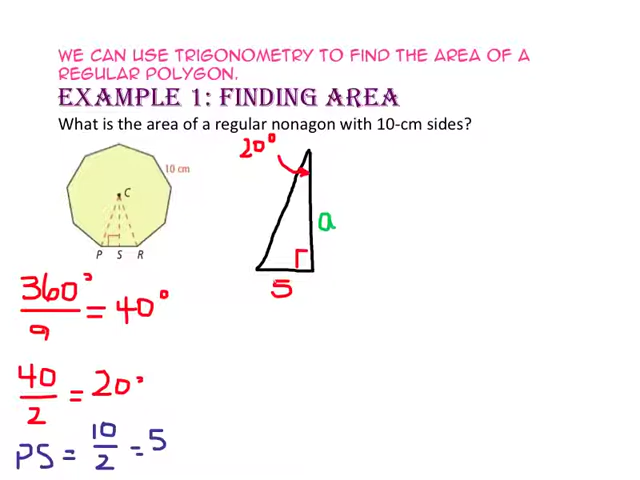 WE CAN USE TRIGONOMETRY TO FIND THE AREA OF A
REGULAR POLYGON.
EXAMPLE 1: FINDING AREA
What is the area of a regular nonagon with 10-cm sides?
20°
10 cm
C
a
P S R
5
360°/9 = 40°
40/2 = 20°
PS = 10/2 = 5